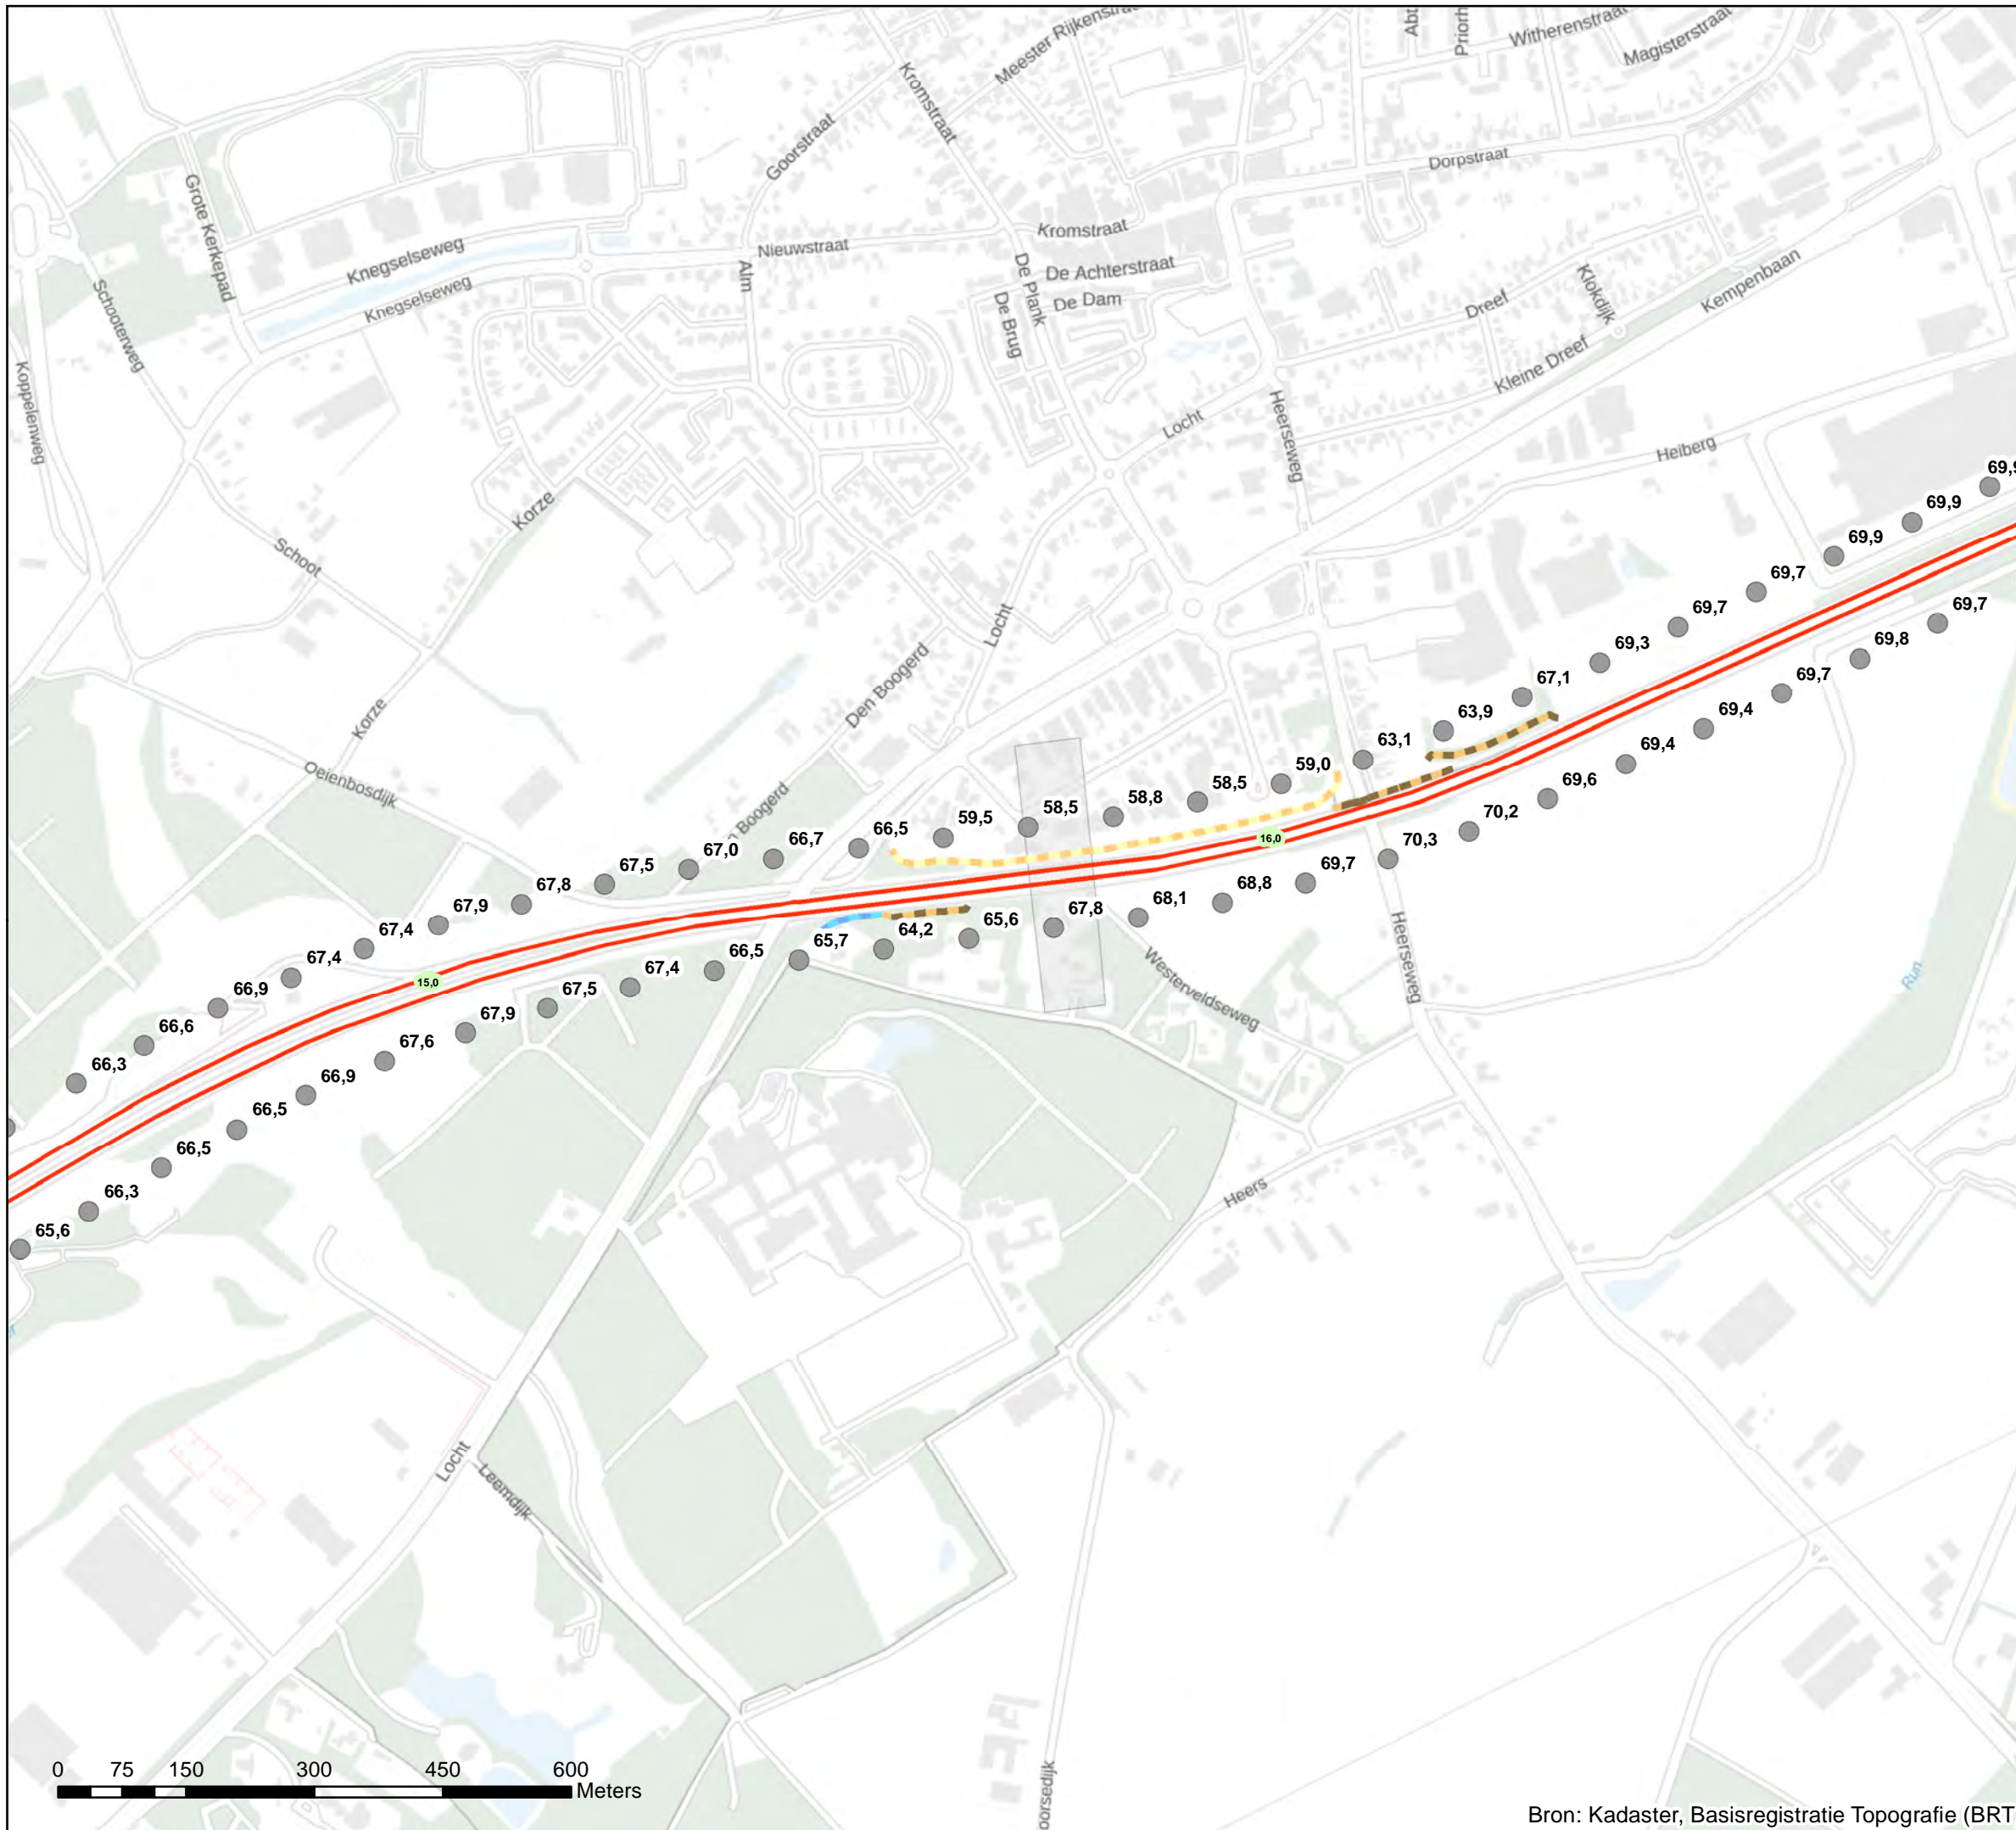 Meester Rijkenstra
Abt
Priorh
Witherenstraat
Magisterstraat
Kromstraat
Goorstraat
Dorpstraat
Grote Kerkepad
Knegselseweg
Nieuwstraat
Kromstraat
De Achterstraat
De Dam
De Plank
De Brug
Alm
Knegselseweg
Schooterweg
Koppelenweg
Klokdijk
Kempenbaan
Dreef
Kleine Dreef
Locht
Heerseweg
Heiberg
Korze
Schoot
Locht
Den Boogerd
Korze
Oeienbosdijk
n Boogerd
69,9
69,9
69,7
69,7
69,3
67,1
63,9
63,1
59,0
58,5
58,8
58,5
59,5
66,5
66,7
67,0
67,5
67,8
67,9
67,4
67,4
66,9
66,6
66,3
16,0
15,0
69,7
69,8
69,7
69,4
69,4
69,6
70,2
70,3
69,7
68,8
68,1
67,8
65,6
64,2
65,7
66,5
67,4
67,5
67,9
67,6
66,9
66,5
66,5
66,3
65,6
Westerveldseweg
Heerseweg
Run
Heers
Locht
Leemdijk
oorsedijk
0 75 150 300 450 600
Meters
Bron: Kadaster, Basisregistratie Topografie (BRT